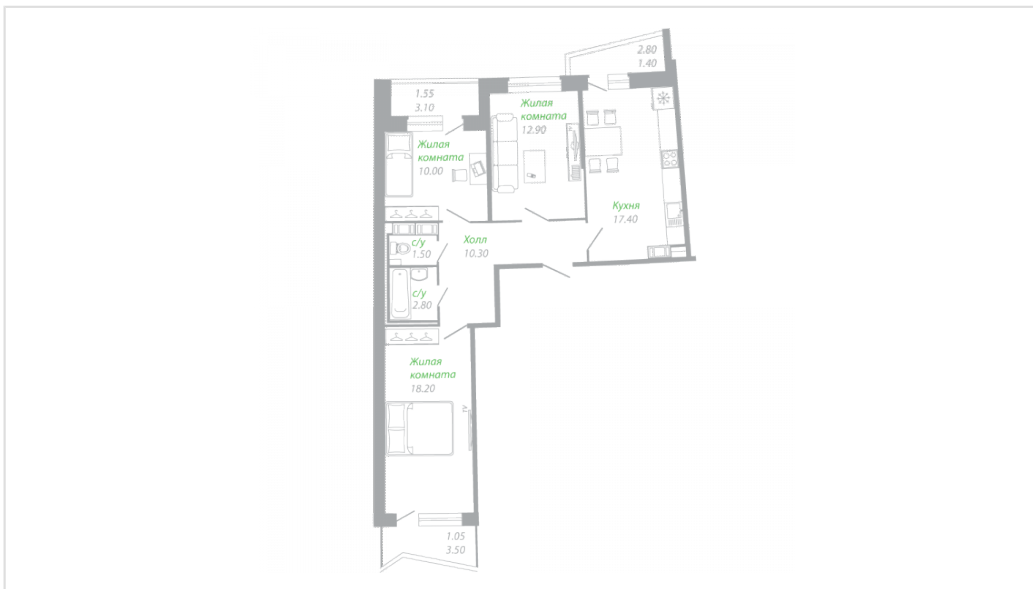 2.80
1.40
1.55
3.10
Жилая
комната
12.90
Жилая
комната
10.00
Кухня
17.40
с/у
1.50
Холл
10.30
с/у
2.80
Жилая
комната
18.20
TV
1.05
3.50